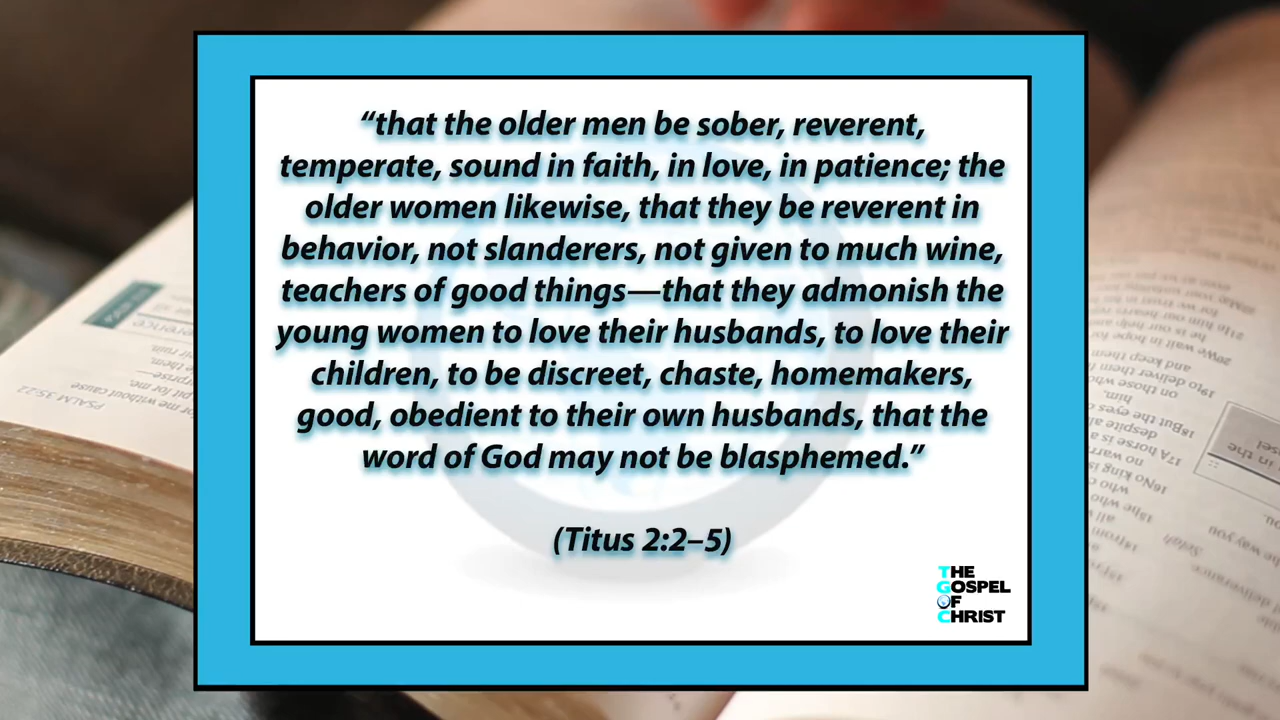 “that the older men be sober, reverent,
temperate, sound in faith, in love, in patience; the
older women likewise, that they be reverent in
behavior, not slanderers, not given to much wine,
teachers of good things—that they admonish the
young women to love their husbands, to love their
children, to be discreet, chaste, homemakers,
good, obedient to their own husbands, that the
word of God may not be blasphemed.”
(Titus 2:2–5)
THE
GOSPEL
OF
CHRIST
PSALM 35:22